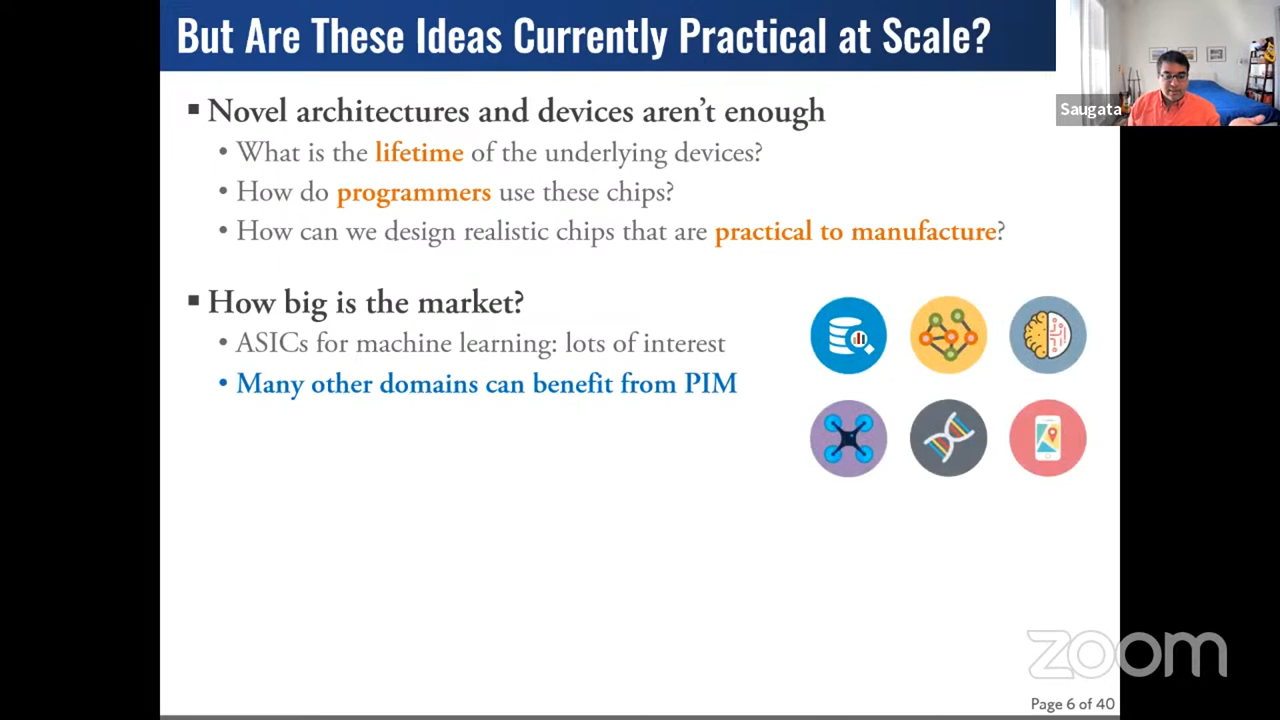 But Are These Ideas Currently Practical at Scale?
Saugata
▪ Novel architectures and devices aren't enough
• What is the lifetime of the underlying devices?
• How do programmers use these chips?
• How can we design realistic chips that are practical to manufacture?
▪ How big is the market?
• ASICs for machine learning: lots of interest
• Many other domains can benefit from PIM
zoom
Page 6 of 40